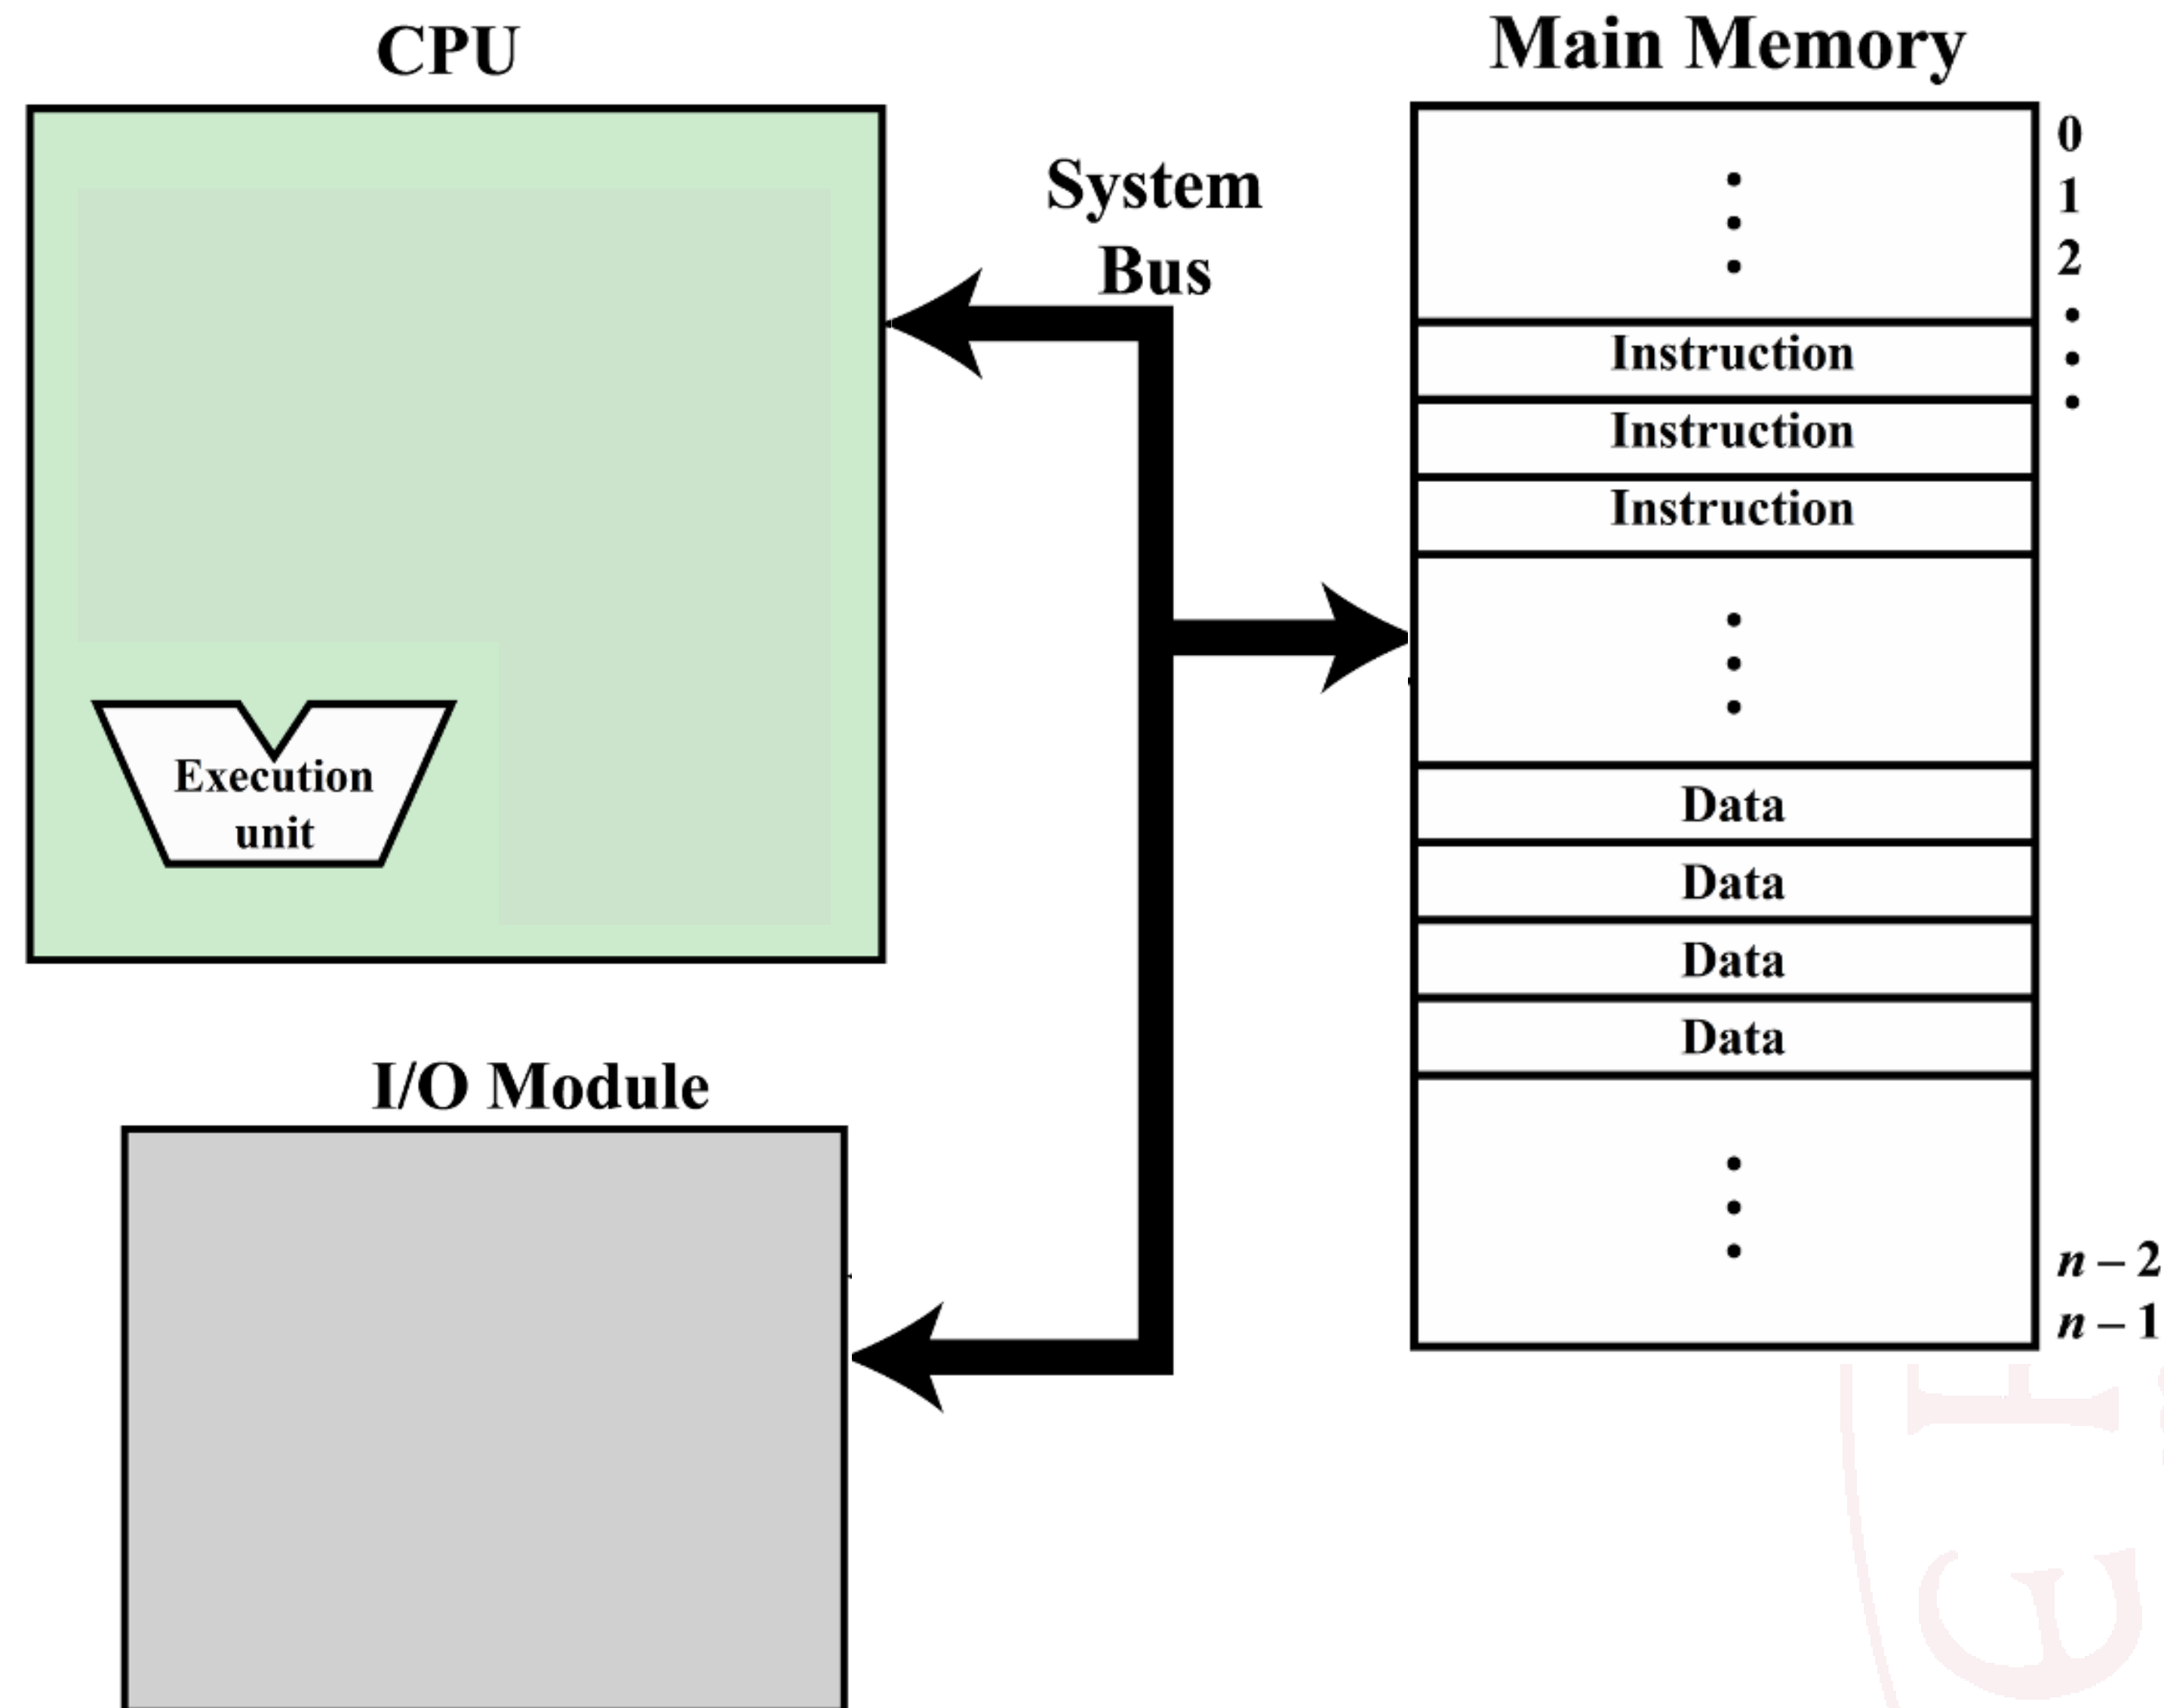 CPU
Main Memory
System
Bus
0
1
2
Instruction
Instruction
Instruction
Execution
unit
Data
Data
Data
Data
I/O Module
n – 2
n – 1